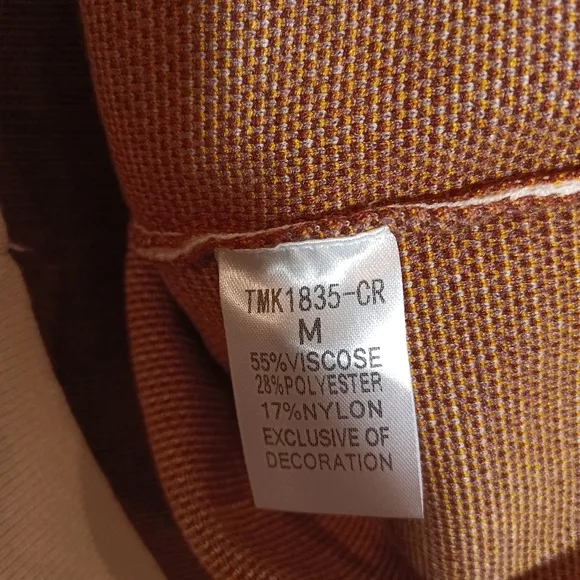 TMK1835-CR
M
55%VISCOSE
28%POLYESTER
17%NYLON
EXCLUSIVE OF
DECORATION